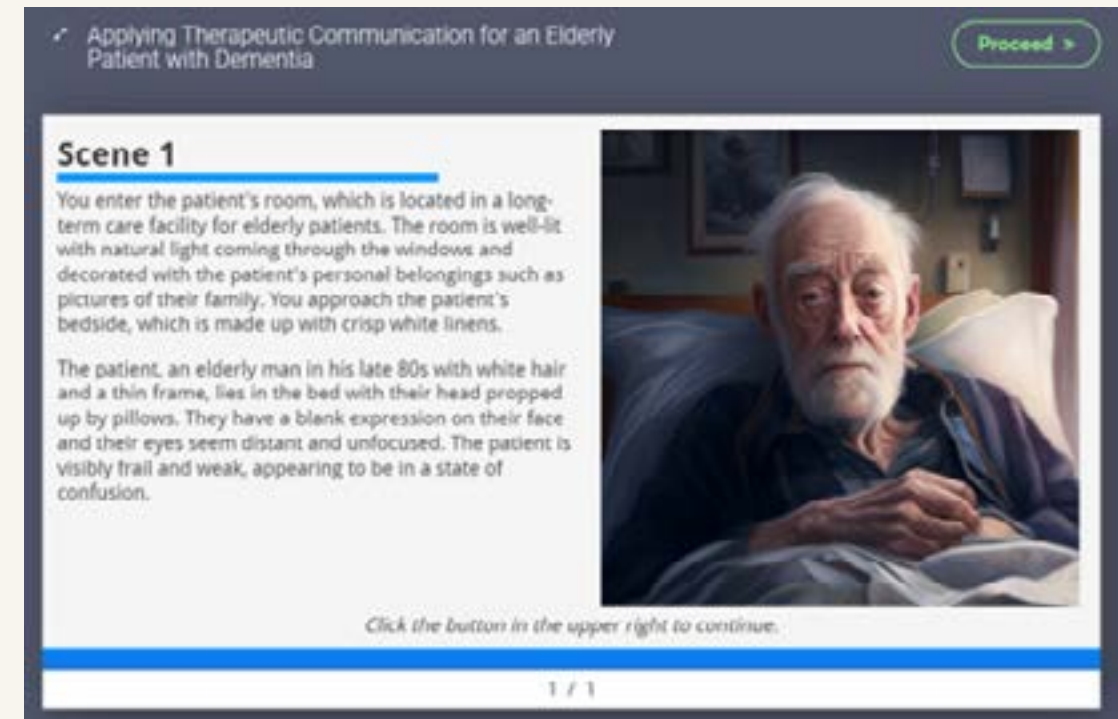 Applying Therapeutic Communication for an Elderly
Patient with Dementia
Proceed >
Scene 1
You enter the patient's room, which is located in a long-
term care facility for elderly patients. The room is well-lit
with natural light coming through the windows and
decorated with the patient's personal belongings such as
pictures of their family. You approach the patient's
bedside, which is made up with crisp white linens.
The patient, an elderly man in his late 80s with white hair
and a thin frame, lies in the bed with their head propped
up by pillows. They have a blank expression on their face
and their eyes seem distant and unfocused. The patient is
visibly frail and weak, appearing to be in a state of
confusion.
Click the button in the upper right to continue.
1 / 1